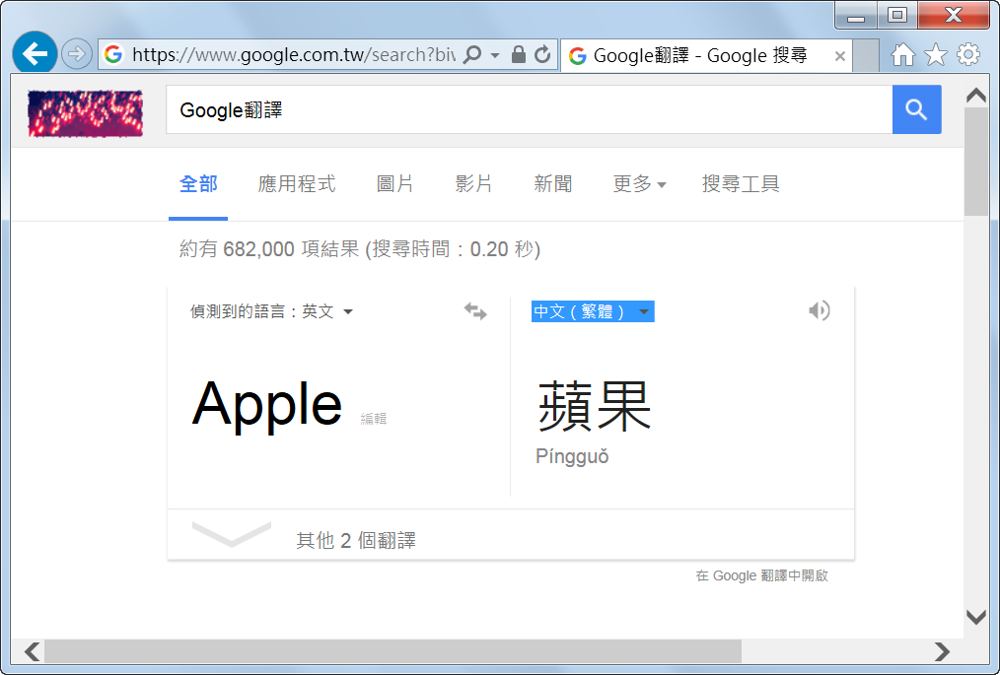 https://www.google.com.tw/search?biv
Google翻譯 - Google 搜尋
Google翻譯
全部 應用程式 圖片 影片 新聞 更多 搜尋工具
約有 682,000 項結果 (搜尋時間：0.20 秒)
偵測到的語言：英文
中文（繁體）
Apple 編輯
蘋果
Píngguǒ
其他 2 個翻譯
在 Google 翻譯中開啟